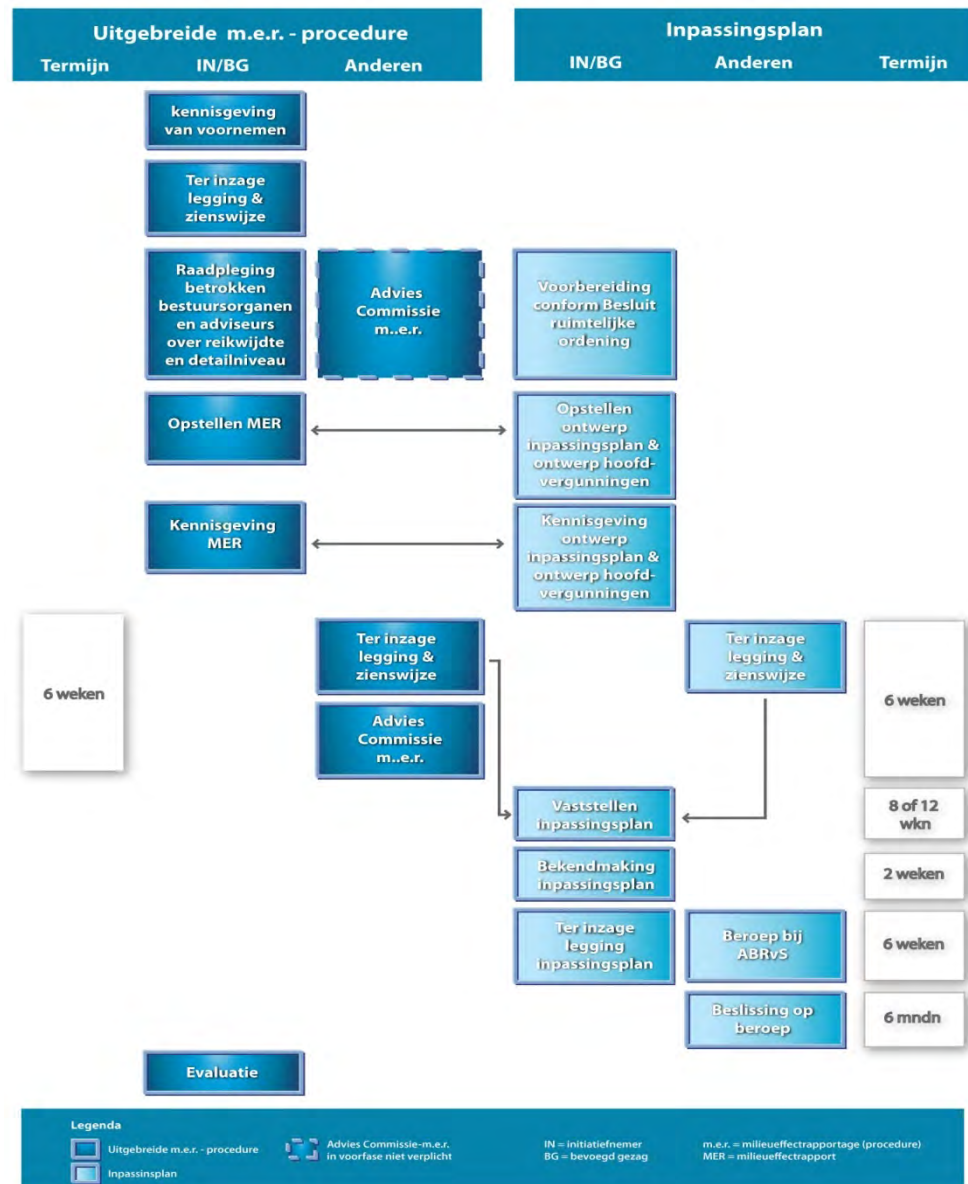 Uitgebreide m.e.r. - procedure
Termijn
IN/BG
Anderen
Inpassingsplan
IN/BG
Anderen
Termijn
kennisgeving
van voornemen
Ter inzage
legging &
zienswijze
Raadpleging
betrokken
bestuursorganen
en adviseurs
over reikwijdte
en detailniveau
Advies
Commissie
m..e.r.
Voorbereiding
conform Besluit
ruimtelijke
ordening
Opstellen MER
Opstellen
ontwerp
inpassingsplan &
ontwerp hoofd-
vergunningen
Kennisgeving
MER
Kennisgeving
ontwerp
inpassingsplan &
ontwerp hoofd-
vergunningen
6 weken
Ter inzage
legging &
zienswijze
Ter inzage
legging &
zienswijze
6 weken
Advies
Commissie
m..e.r.
Vaststellen
inpassingsplan
8 of 12
wkn
Bekendmaking
inpassingsplan
2 weken
Ter inzage
legging
inpassingsplan
Beroep bij
ABRvS
6 weken
Beslissing op
beroep
6 mndn
Evaluatie
Legenda
Uitgebreide m.e.r. - procedure
Inpassinsplan
Advies Commissie-m.e.r.
in voorfase niet verplicht
IN = initiatiefnemer
BG = bevoegd gezag
m.e.r. = milieueffectrapportage (procedure)
MER = milieueffectrapport